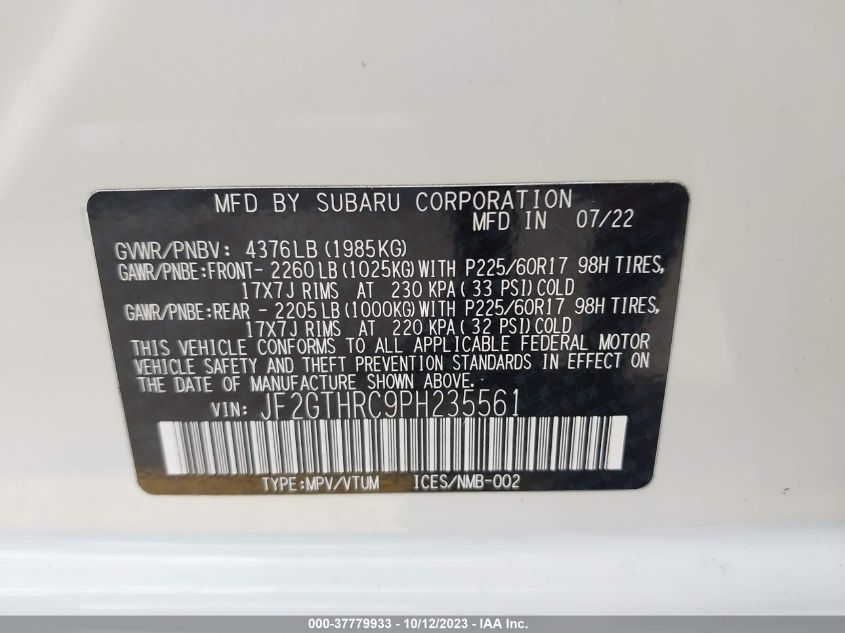 MFD BY SUBARU CORPORATION
MFD IN 07/22
GVWR/PNBV: 4376LB (1985KG)
GAWR/PNBE:FRONT- 2260LB (1025KG) WITH P225/60R17 98H TIRES,
17X7J RIMS AT 230 KPA (33 PSI) COLD
GAWR/PNBE:REAR - 2205LB (1000KG) WITH P225/60R17 98H TIRES,
17X7J RIMS AT 220 KPA (32 PSI) COLD
THIS VEHICLE CONFORMS TO ALL APPLICABLE FEDERAL MOTOR
VEHICLE SAFETY AND THEFT PREVENTION STANDARDS IN EFFECT ON
THE DATE OF MANUFACTURE SHOWN ABOVE.
VIN: JF2GTHRC9PH235561
TYPE:MPV/VTUM ICES/NMB-002
000-37779933 - 10/12/2023 - IAA Inc.